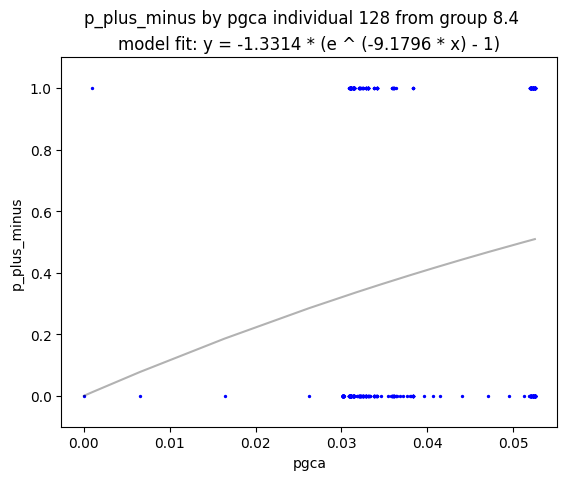 p_plus_minus by pgca individual 128 from group 8.4
model fit: y = -1.3314 * (e ^ (-9.1796 * x) - 1)
1.0
0.8
0.6
0.4
0.2
0.0
p_plus_minus
0.00 0.01 0.02 0.03 0.04 0.05
pgca